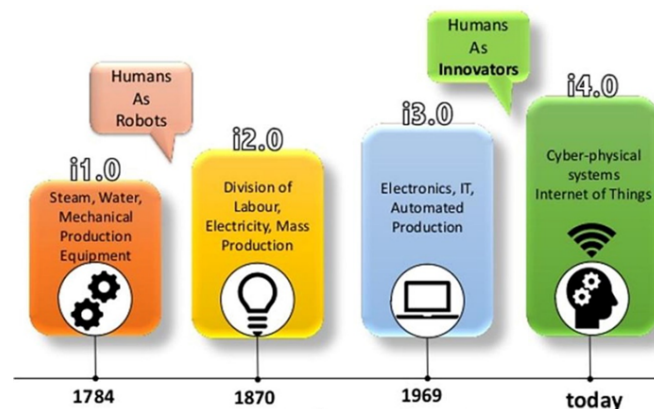 Humans
As
Robots
Humans
As
Innovators
i1.0
Steam, Water,
Mechanical
Production
Equipment
i2.0
Division of
Labour,
Electricity, Mass
Production
i3.0
Electronics, IT,
Automated
Production
i4.0
Cyber-physical
systems
Internet of Things
1784
1870
1969
today